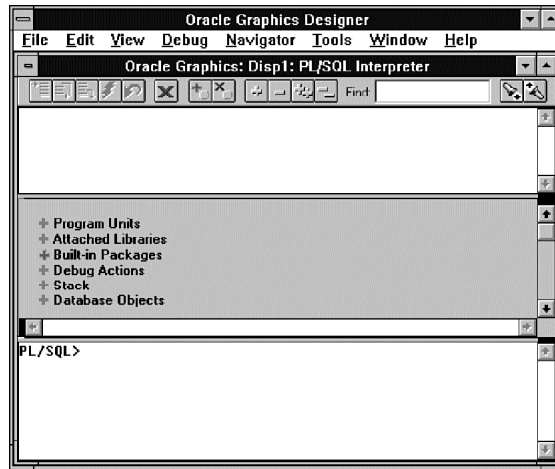 Oracle Graphics Designer
File Edit View Debug Navigator Tools Window Help
Oracle Graphics: Disp1: PL/SQL Interpreter
Find:
Program Units
Attached Libraries
Built-in Packages
Debug Actions
Stack
Database Objects
PL/SQL>